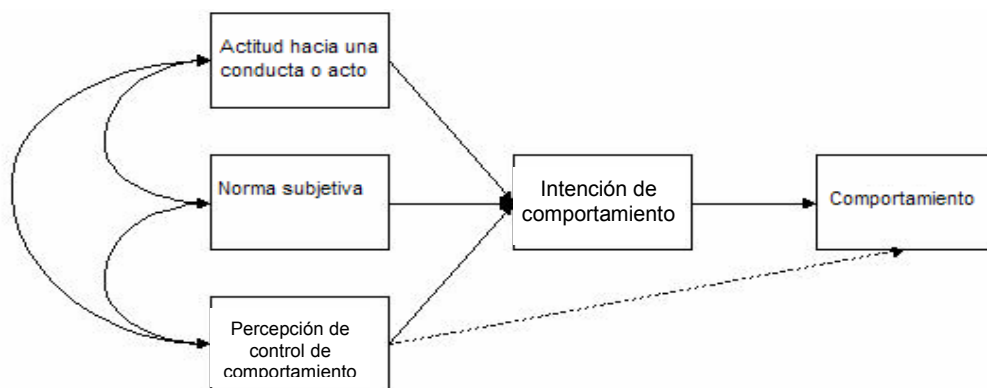 Actitud hacia una
conducta o acto
Norma subjetiva
Percepción de
control de
comportamiento
Intención de
comportamiento
Comportamiento